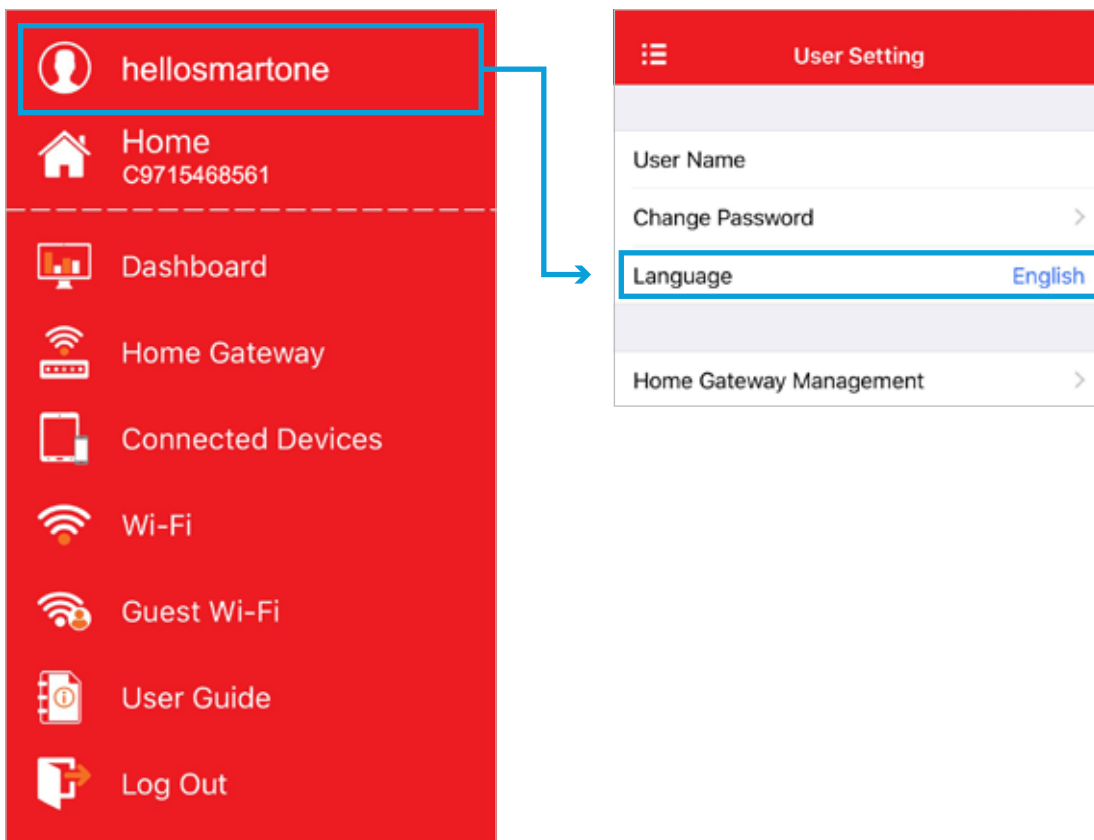 hellosmartone
Home
C9715468561
Dashboard
Home Gateway
Connected Devices
Wi-Fi
Guest Wi-Fi
User Guide
Log Out
User Setting
User Name
Change Password
Language English
Home Gateway Management